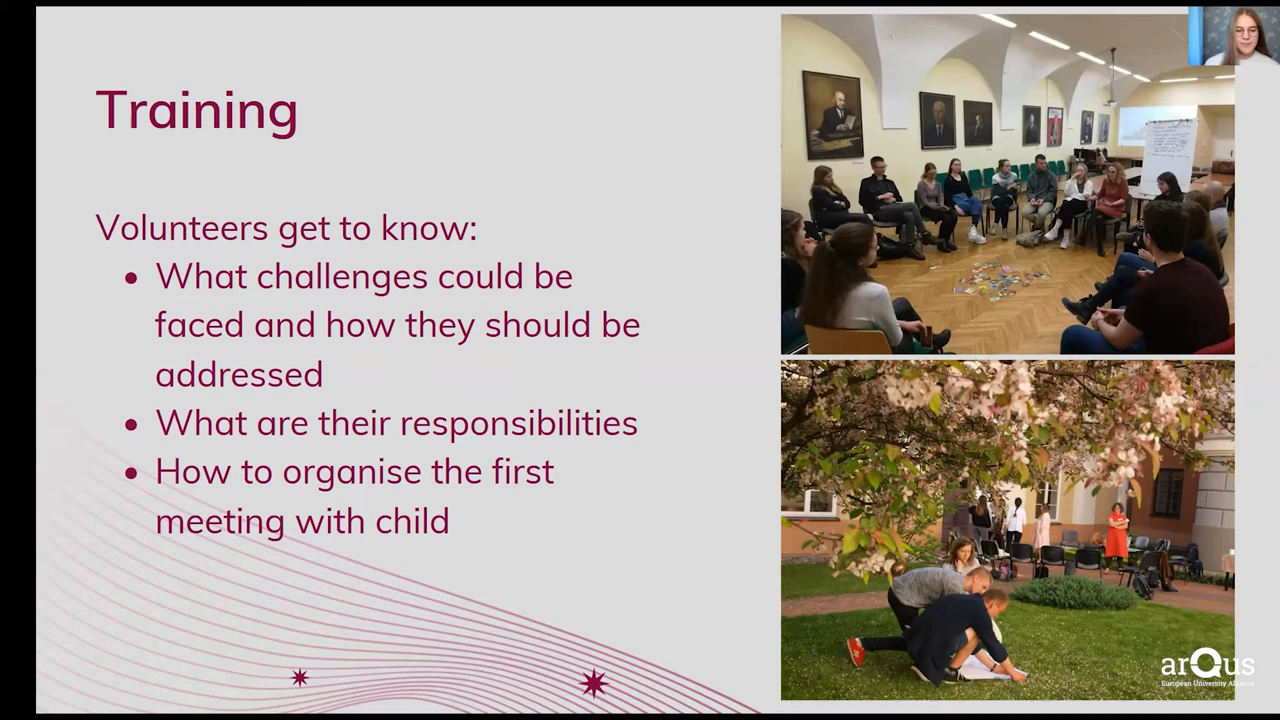 Training
Volunteers get to know:
• What challenges could be
faced and how they should be
addressed
• What are their responsibilities
• How to organise the first
meeting with child
arQus
European University Alliance